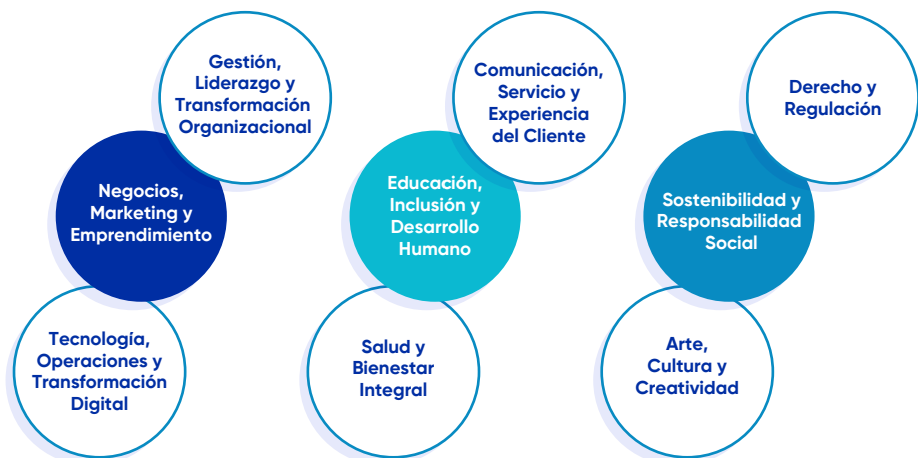 Gestión,
Liderazgo y
Transformación
Organizacional
Comunicación,
Servicio y
Experiencia
del Cliente
Derecho y
Regulación
Negocios,
Marketing y
Emprendimiento
Educación,
Inclusión y
Desarrollo
Humano
Sostenibilidad y
Responsabilidad
Social
Tecnología,
Operaciones y
Transformación
Digital
Salud y
Bienestar
Integral
Arte,
Cultura y
Creatividad